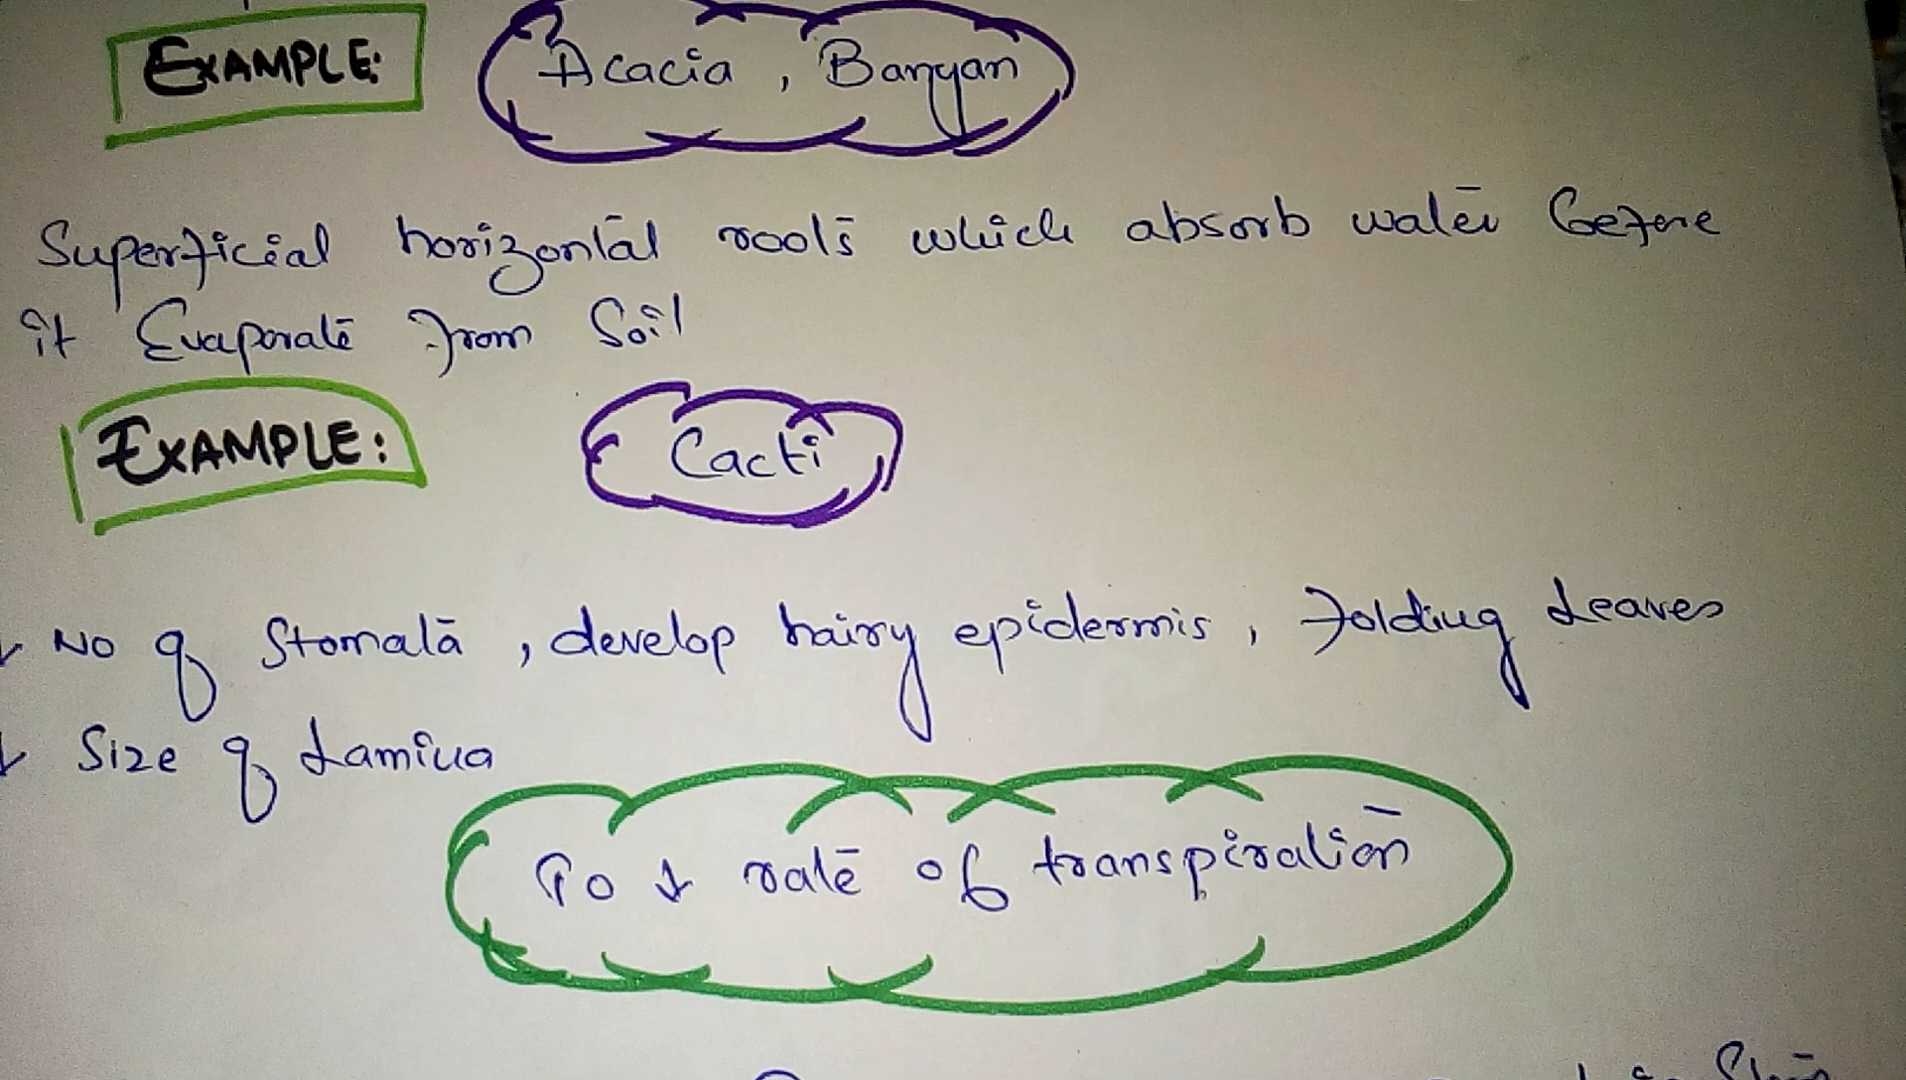 EXAMPLE: Acacia, Banyan
Superficial horizontal roots which absorb water before
it Evaporate from Soil
EXAMPLE: Cacti
↓ No of Stomata, develop hairy epidermis, Folding Leaves
↓ Size of Lamina
To ↓ rate of transpiration